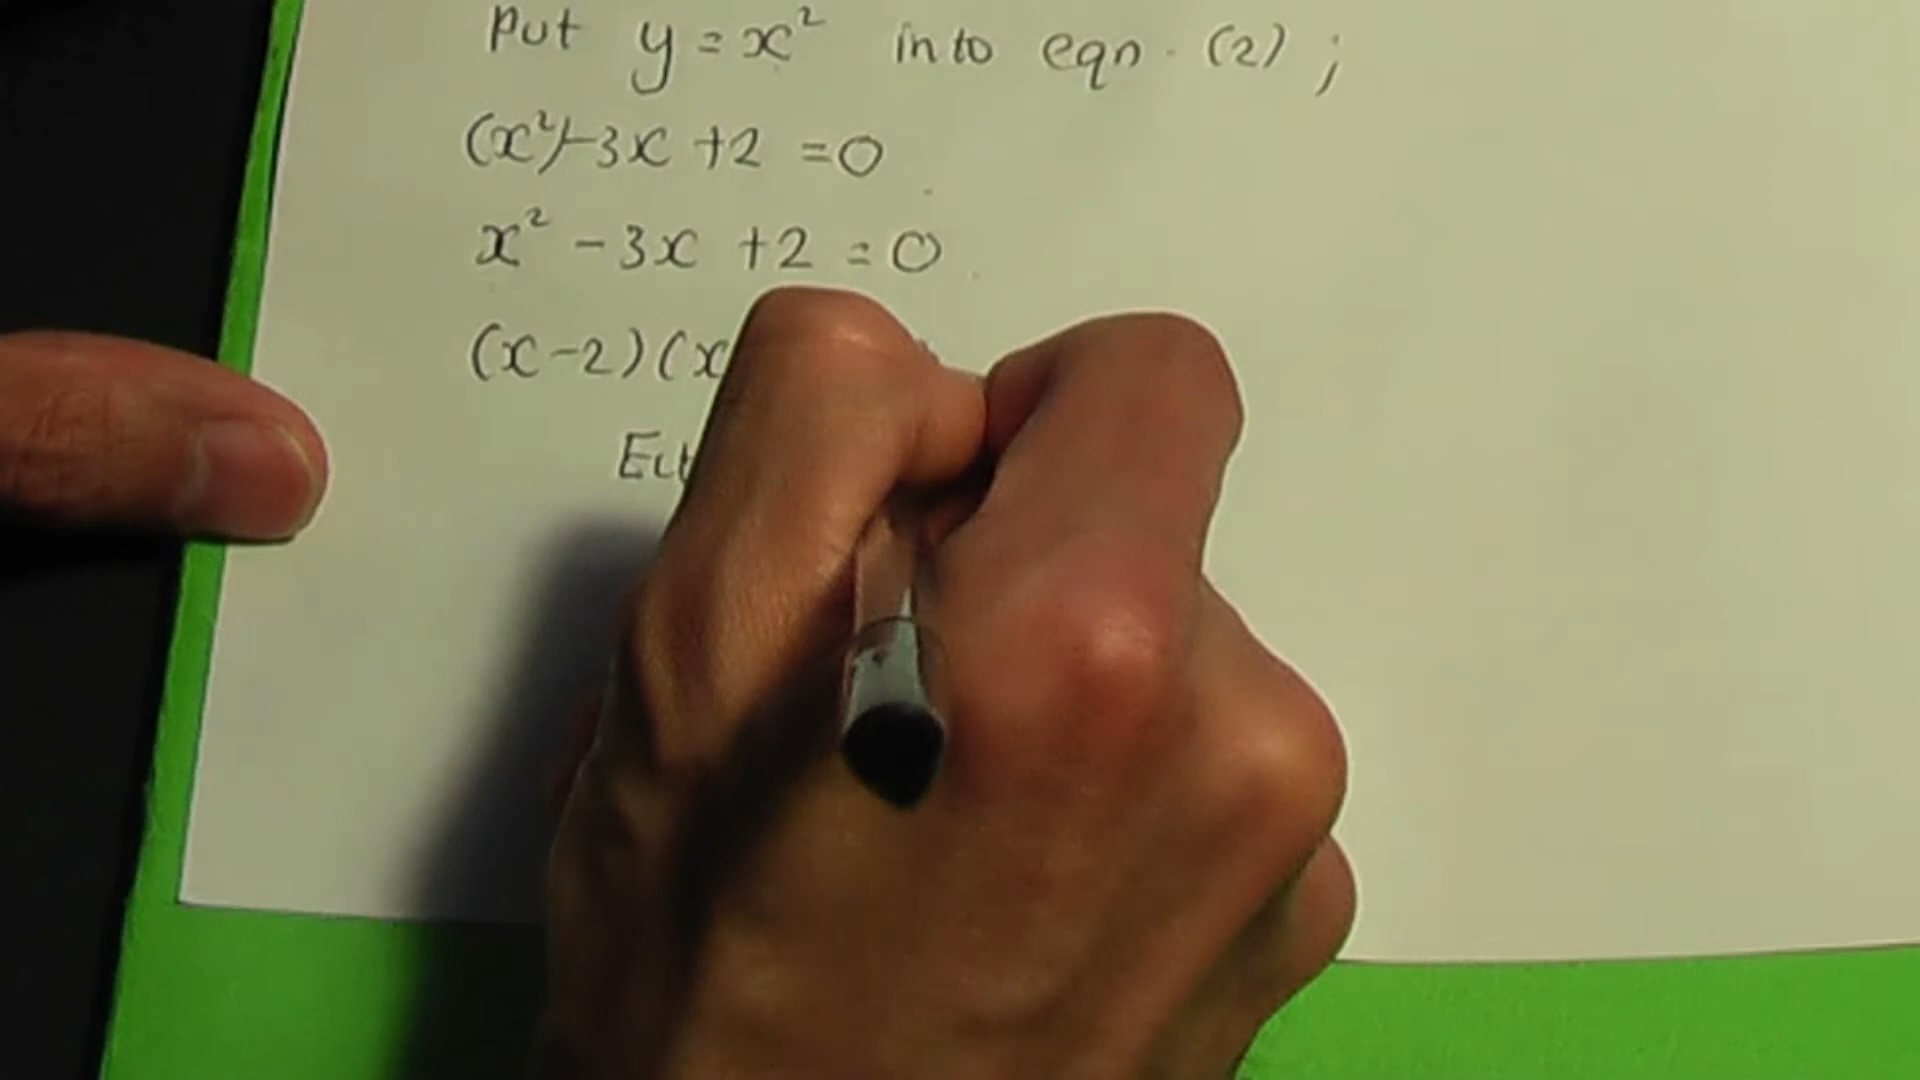 Put y = x² into eqn. (2) ;
(x²)-3x +2 =0
x² - 3x +2 = 0
(x-2)(x